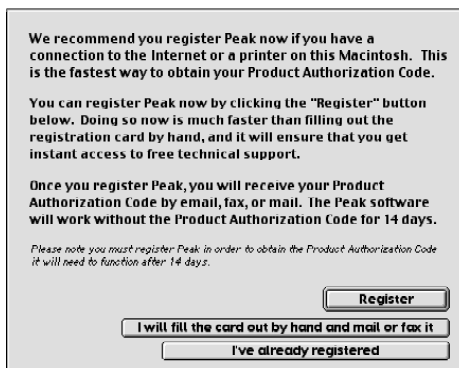 We recommend you register Peak now if you have a
connection to the Internet or a printer on this Macintosh. This
is the fastest way to obtain your Product Authorization Code.
You can register Peak now by clicking the "Register" button
below. Doing so now is much faster than filling out the
registration card by hand, and it will ensure that you get
instant access to free technical support.
Once you register Peak, you will receive your Product
Authorization Code by email, fax, or mail. The Peak software
will work without the Product Authorization Code for 14 days.
Please note you must register Peak in order to obtain the Product Authorization Code
it will need to function after 14 days.
Register
I will fill the card out by hand and mail or fax it
I've already registered